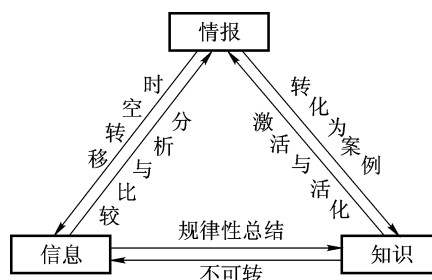 情报
时空转移
分析与比较
激活与活化
转化为案例
信息
规律性总结
不可转
知识